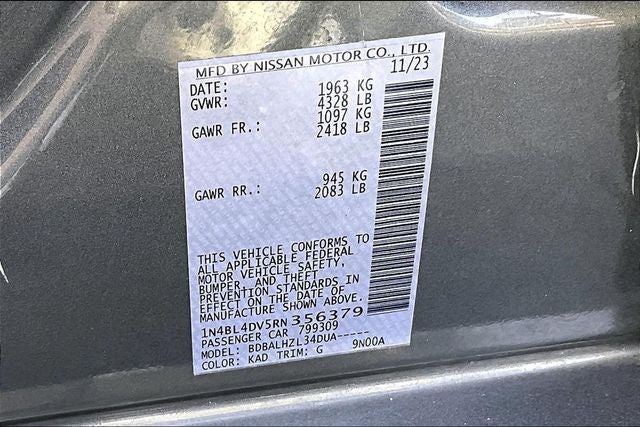 MFD BY NISSAN MOTOR CO., LTD.
DATE: 11/23
GVWR: 1963 KG
4328 LB
GAWR FR.: 1097 KG
2418 LB
GAWR RR.: 945 KG
2083 LB
THIS VEHICLE CONFORMS TO
ALL APPLICABLE FEDERAL
MOTOR VEHICLE SAFETY,
BUMPER, AND THEFT
PREVENTION STANDARDS IN
EFFECT ON THE DATE OF
MANUFACTURE SHOWN ABOVE.
1N4BL4DV5RN356379
PASSENGER CAR 799309
MODEL: BDBALHZL34DUA-----
COLOR: KAD TRIM: G 9N00A